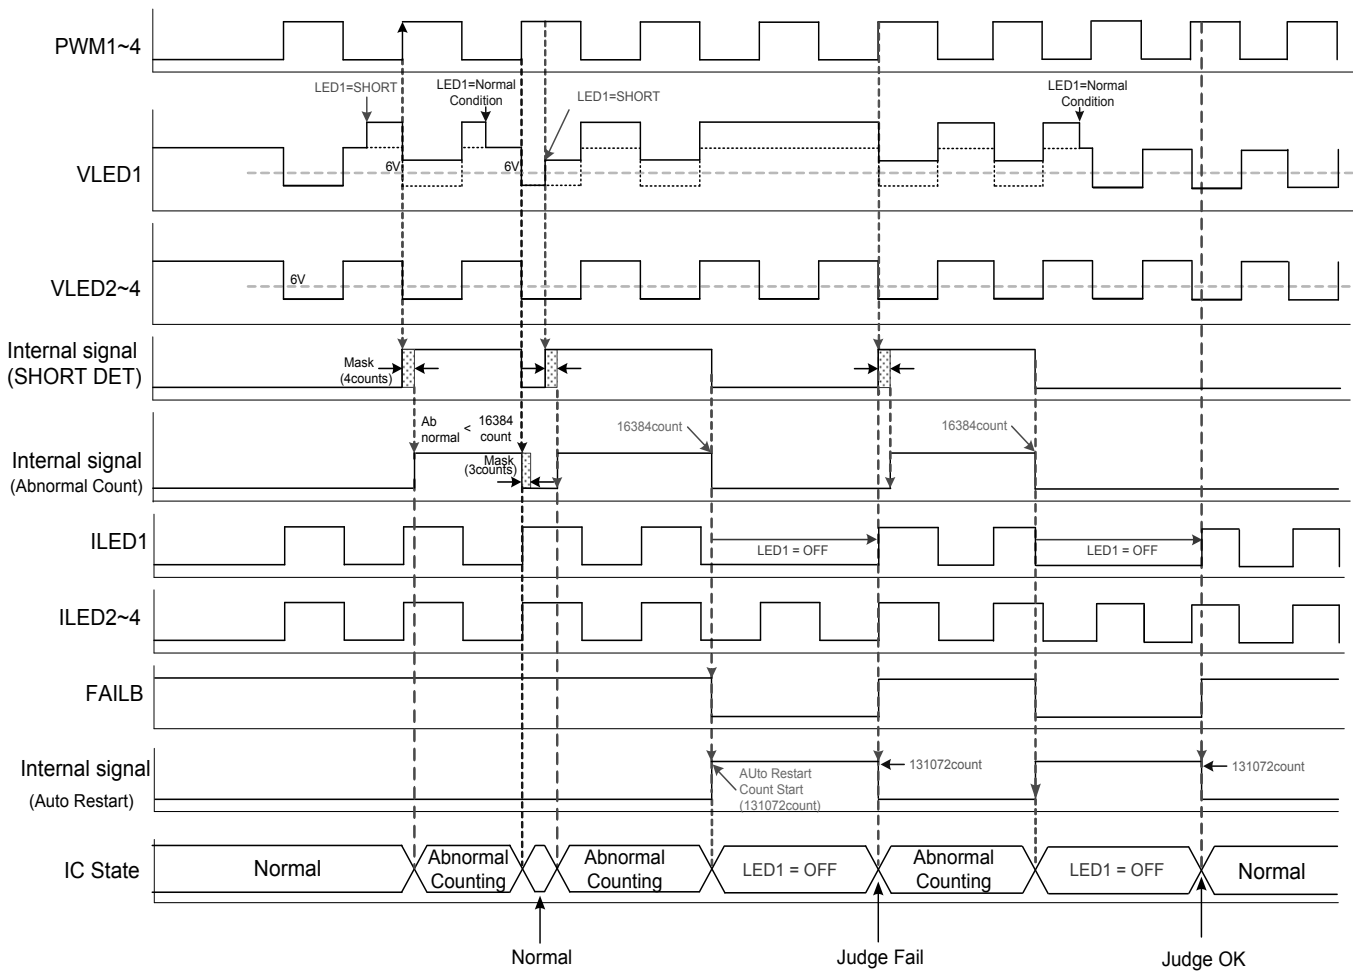 PWM1~4
LED1=SHORT
LED1=Normal
Condition
LED1=SHORT
LED1=Normal
Condition
VLED1
6V
6V
VLED2~4
6V
Internal signal
(SHORT DET)
Mask
(4counts)
Internal signal
(Abnormal Count)
Ab
normal
<
16384
count
Mask
(3counts)
16384count
16384count
ILED1
LED1 = OFF
LED1 = OFF
ILED2~4
FAILB
Internal signal
(Auto Restart)
AUto Restart
Count Start
(131072count)
131072count
131072count
IC State
Normal
Abnormal
Counting
Abnormal
Counting
LED1 = OFF
Abnormal
Counting
LED1 = OFF
Normal
Normal
Judge Fail
Judge OK